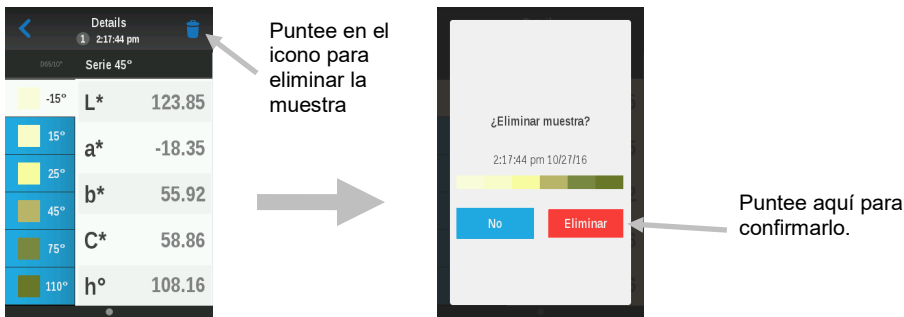 Details
1 2:17:44 pm
D65/10°
Serie 45°
-15°
15°
25°
45°
75°
110°
L* 123.85
a* -18.35
b* 55.92
C* 58.86
h° 108.16
Puntee en el
icono para
eliminar la
muestra
¿Eliminar muestra?
2:17:44 pm 10/27/16
No
Eliminar
Puntee aquí para
confirmarlo.